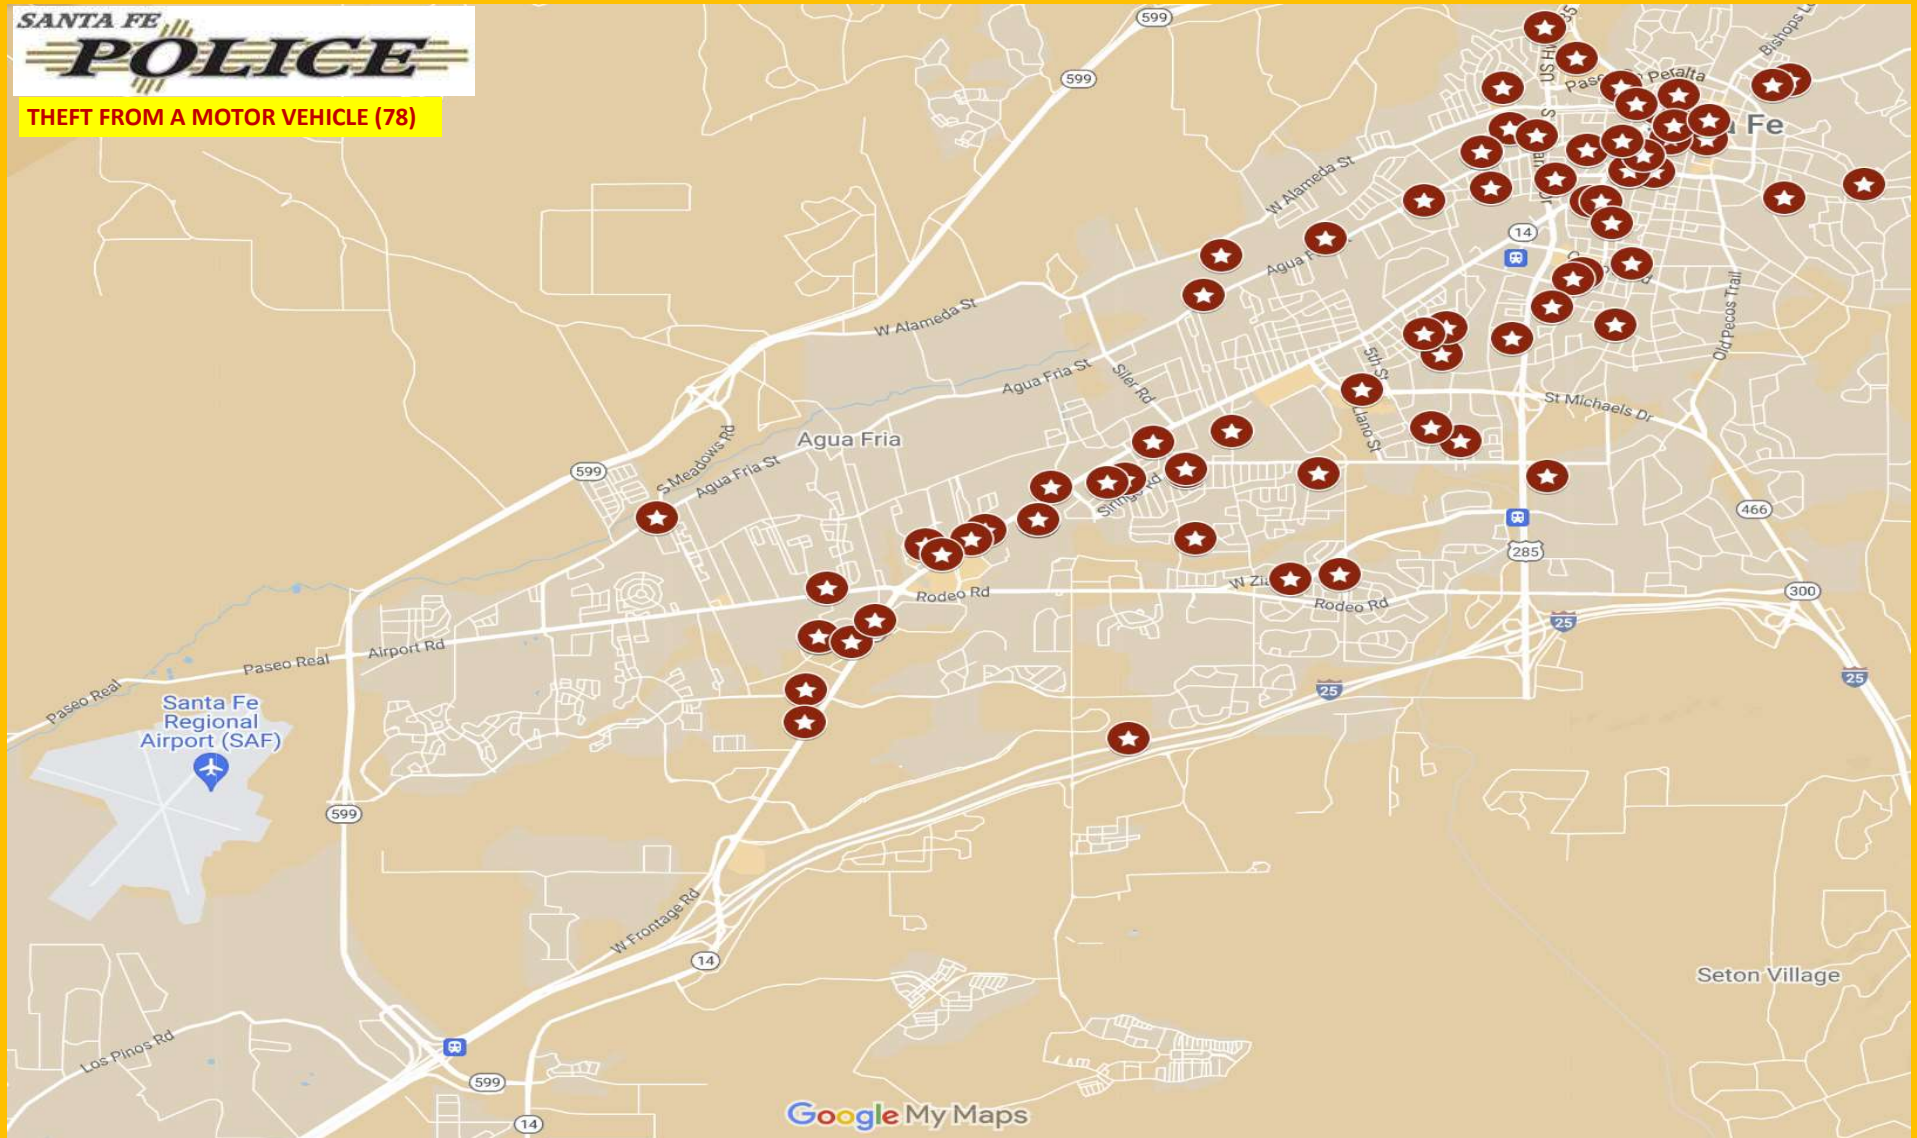 SANTA FE
POLICE
THEFT FROM A MOTOR VEHICLE (78)
599
599
Bishops
Peralta
Fe
W Alameda St
14
Agua
W Alameda St
Old Pecos Trail
5th St
Agua Fria St
Siler Rd
Llano St
St Michaels Dr
Agua Fria
S Meadows Rd
Agua Fria St
599
466
285
W
Rodeo Rd
Rodeo Rd
300
25
Airport Rd
Paseo Real
Paseo Real
25
25
Santa Fe
Regional
Airport (SAF)
599
W Frontage Rd
14
Seton Village
Los Pinos Rd
599
14
Google My Maps